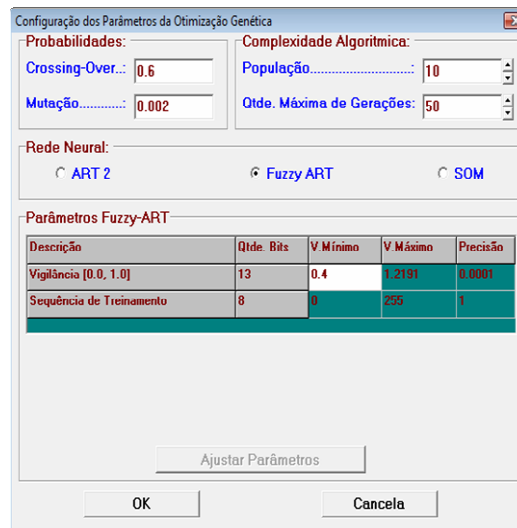 Configuração dos Parâmetros da Otimização Genética
Probabilidades:
Crossing-Over..: 0.6
Mutação...........: 0.002
Complexidade Algoritmica:
População............................: 10
Qtde. Máxima de Gerações: 50
Rede Neural:
ART 2 Fuzzy ART SOM
Parâmetros Fuzzy-ART
Descrição Qtde. Bits V.Mínimo V.Máximo Precisão
Vigilância [0.0, 1.0] 13 0.4 1.2191 0.0001
Sequência de Treinamento 8 0 255 1
Ajustar Parâmetros
OK Cancela